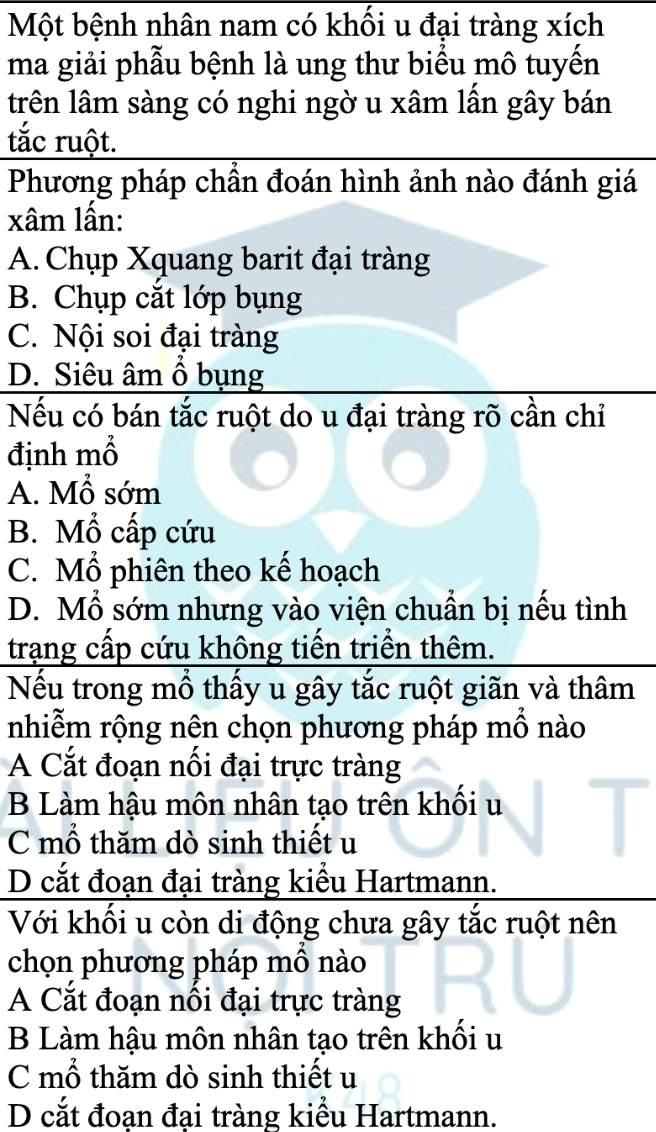 Một bệnh nhân nam có khối u đại tràng xích
ma giải phẫu bệnh là ung thư biểu mô tuyến
trên lâm sàng có nghi ngờ u xâm lấn gây bán
tắc ruột.
Phương pháp chẩn đoán hình ảnh nào đánh giá
xâm lấn:
A. Chụp Xquang barit đại tràng
B. Chụp cắt lớp bụng
C. Nội soi đại tràng
D. Siêu âm ổ bụng
Nếu có bán tắc ruột do u đại tràng rõ cần chỉ
định mổ
A. Mổ sớm
B. Mổ cấp cứu
C. Mổ phiên theo kế hoạch
D. Mổ sớm nhưng vào viện chuẩn bị nếu tình
trạng cấp cứu không tiến triển thêm.
Nếu trong mổ thấy u gây tắc ruột giãn và thâm
nhiễm rộng nên chọn phương pháp mổ nào
A Cắt đoạn nối đại trực tràng
B Làm hậu môn nhân tạo trên khối u
C mổ thăm dò sinh thiết u
D cắt đoạn đại tràng kiểu Hartmann.
Với khối u còn di động chưa gây tắc ruột nên
chọn phương pháp mổ nào
A Cắt đoạn nối đại trực tràng
B Làm hậu môn nhân tạo trên khối u
C mổ thăm dò sinh thiết u
D cắt đoạn đại tràng kiểu Hartmann.
LIỆU ÔN T
NỘI TRÚ
48